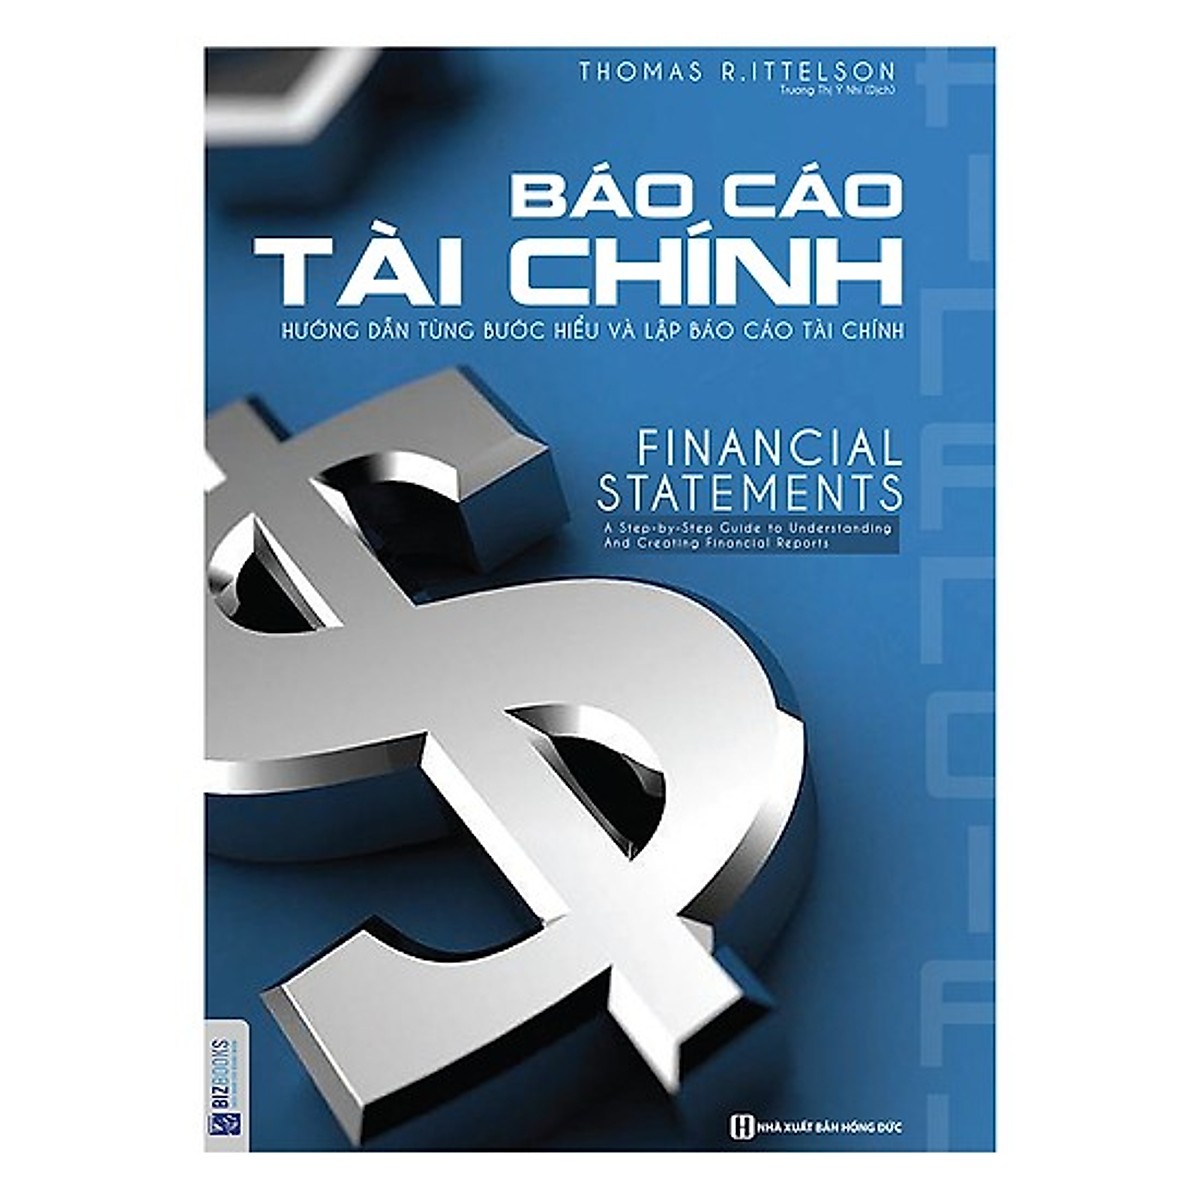 THOMAS R.ITTELSON
Trương Thị Ý Nhi (Dịch)
BÁO CÁO
TÀI CHÍNH
HƯỚNG DẪN TỪNG BƯỚC HIỂU VÀ LẬP BÁO CÁO TÀI CHÍNH
FINANCIAL
STATEMENTS
A Step-by-Step Guide to Understanding
And Creating Financial Reports
BIZBOOKS
NHÀ XUẤT BẢN HỒNG ĐỨC